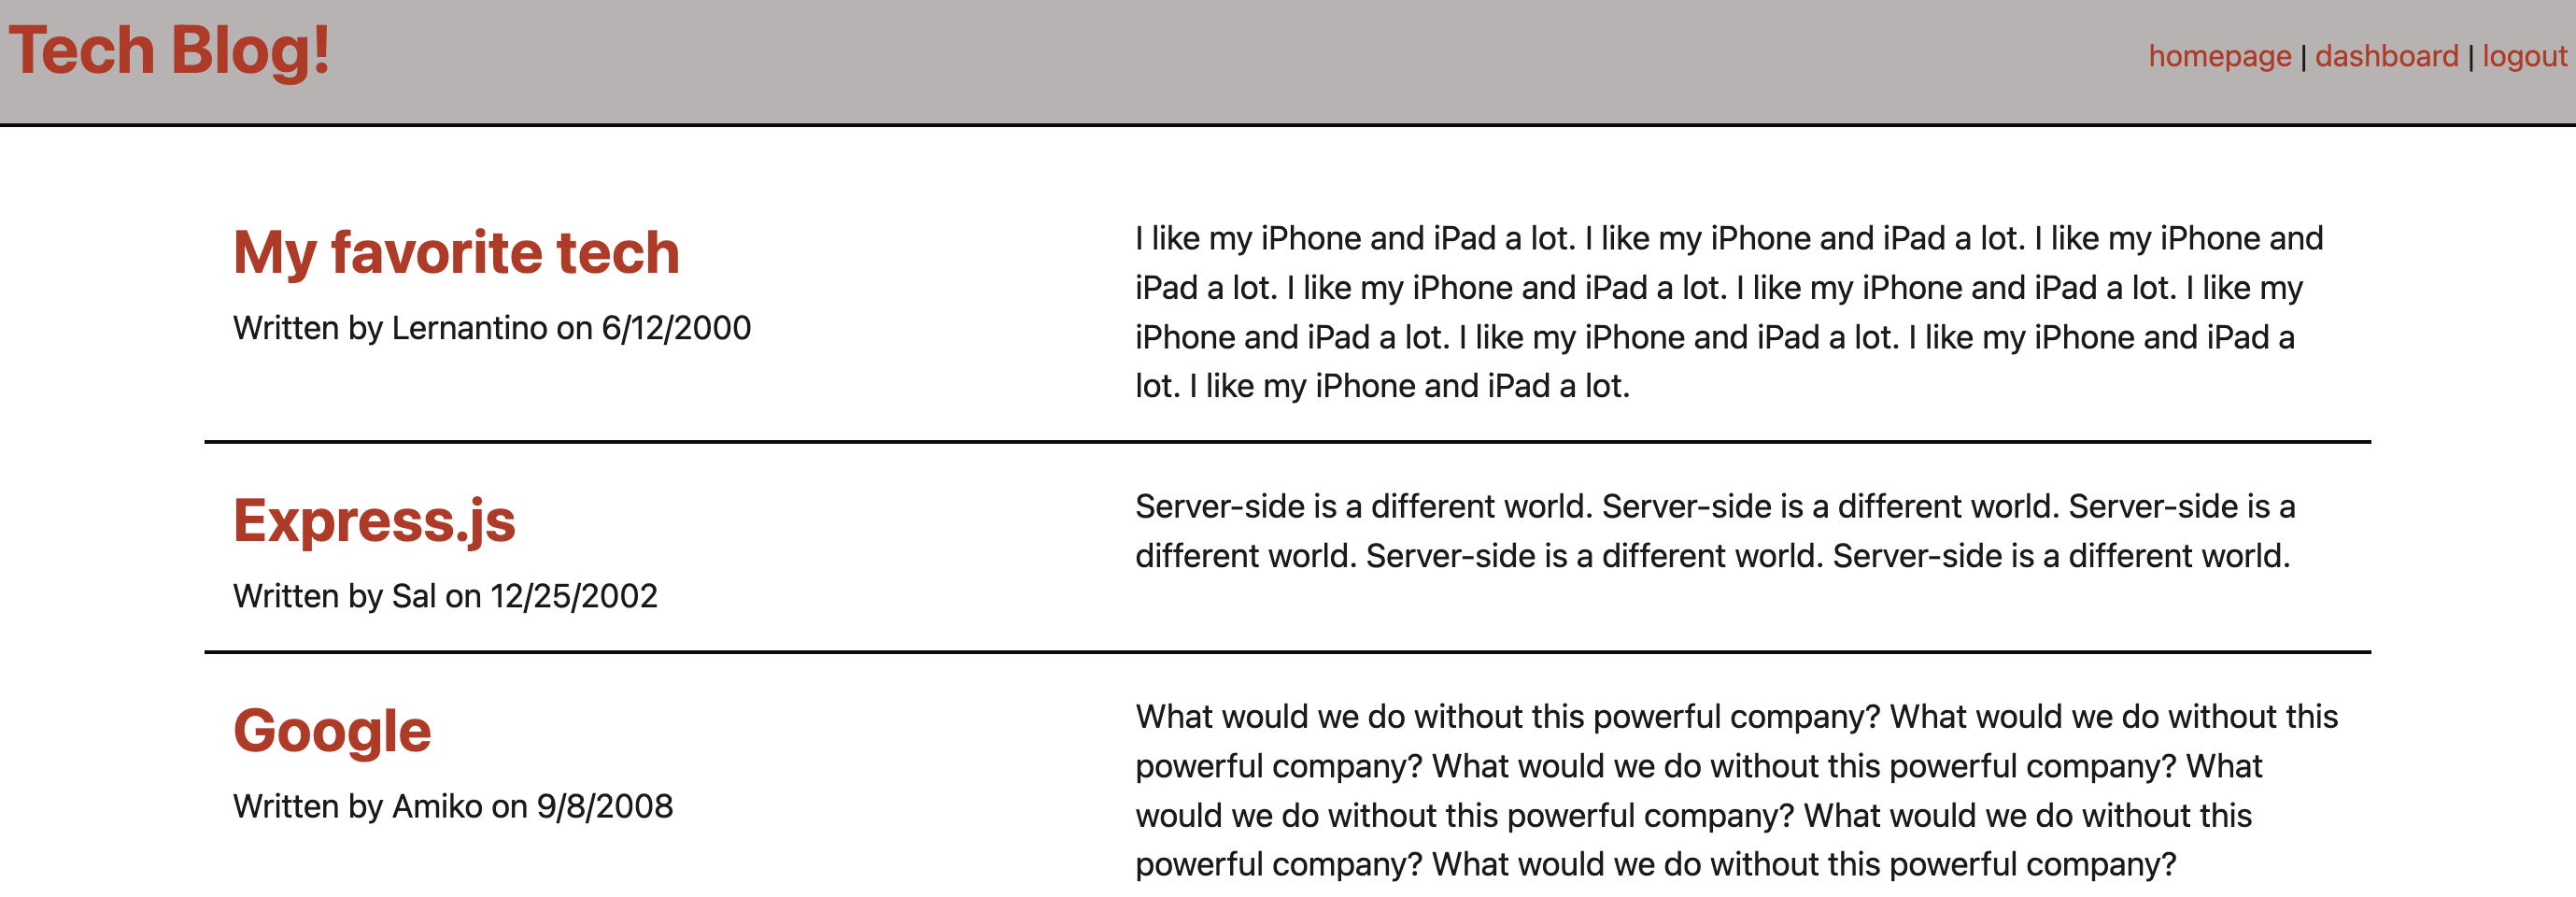 Tech Blog!
homepage | dashboard | logout
My favorite tech
Written by Lernantino on 6/12/2000
I like my iPhone and iPad a lot. I like my iPhone and iPad a lot. I like my iPhone and
iPad a lot. I like my iPhone and iPad a lot. I like my iPhone and iPad a lot. I like my
iPhone and iPad a lot. I like my iPhone and iPad a lot. I like my iPhone and iPad a
lot. I like my iPhone and iPad a lot.
Express.js
Written by Sal on 12/25/2002
Server-side is a different world. Server-side is a different world. Server-side is a
different world. Server-side is a different world. Server-side is a different world.
Google
Written by Amiko on 9/8/2008
What would we do without this powerful company? What would we do without this
powerful company? What would we do without this powerful company? What
would we do without this powerful company? What would we do without this
powerful company? What would we do without this powerful company?